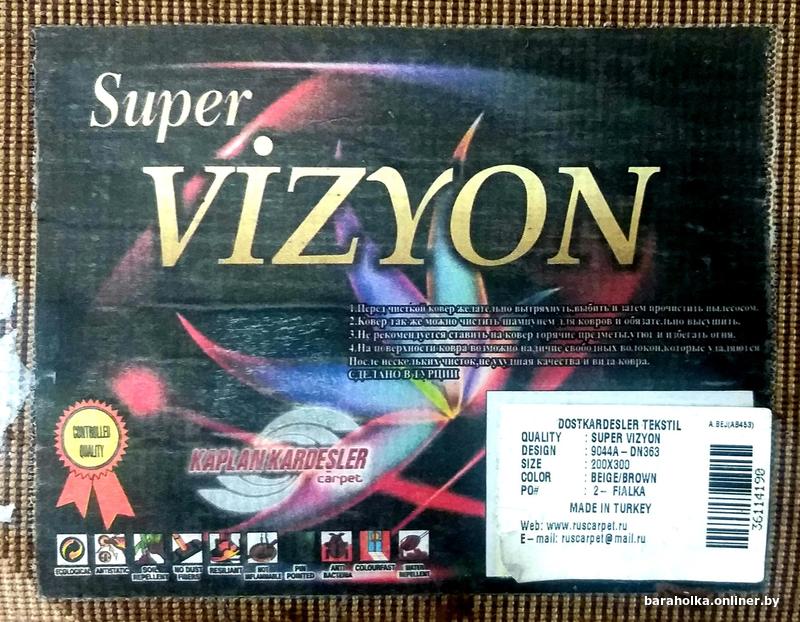 Super
VİZYON
1.Перед чисткой ковер желательно вытряхнуть,выбить и затем прочистить пылесосом.
2.Ковер так-же можно чистить шампунем для ковров и обязательно высушить.
3.Не рекомендуется ставить на ковер горячие предметы.утюг и избегать огня.
4.На поверхности ковра возможно наличие свободных волокон,которые удаляются
После нескольких чисток,не ухудшая качества и вида ковра.
СДЕЛАНО В ТУРЦИИ
CONTROLLED
QUALITY
KAPLAN KARDEŞLER
carpet
ECOLOGICAL
ANTISTATIC
SOIL
REPELLENT
NO DUST
FIBERS
RESILIANT
NOT
INFLAMMABLE
PIN
POINTED
ANTI
BACTERIA
COLOURFAST
WATER
REPELLENT
DOSTKARDESLER TEKSTIL
A.BEJ(AB453)
QUALITY : SUPER VIZYON
DESIGN : 9044A - DN363
SIZE : 200X300
COLOR : BEIGE/BROWN
PO# : 2- FIALKA
MADE IN TURKEY
Web: www.ruscarpet.ru
E-mail: ruscarpet@mail.ru
36114190
baraholka.onliner.by